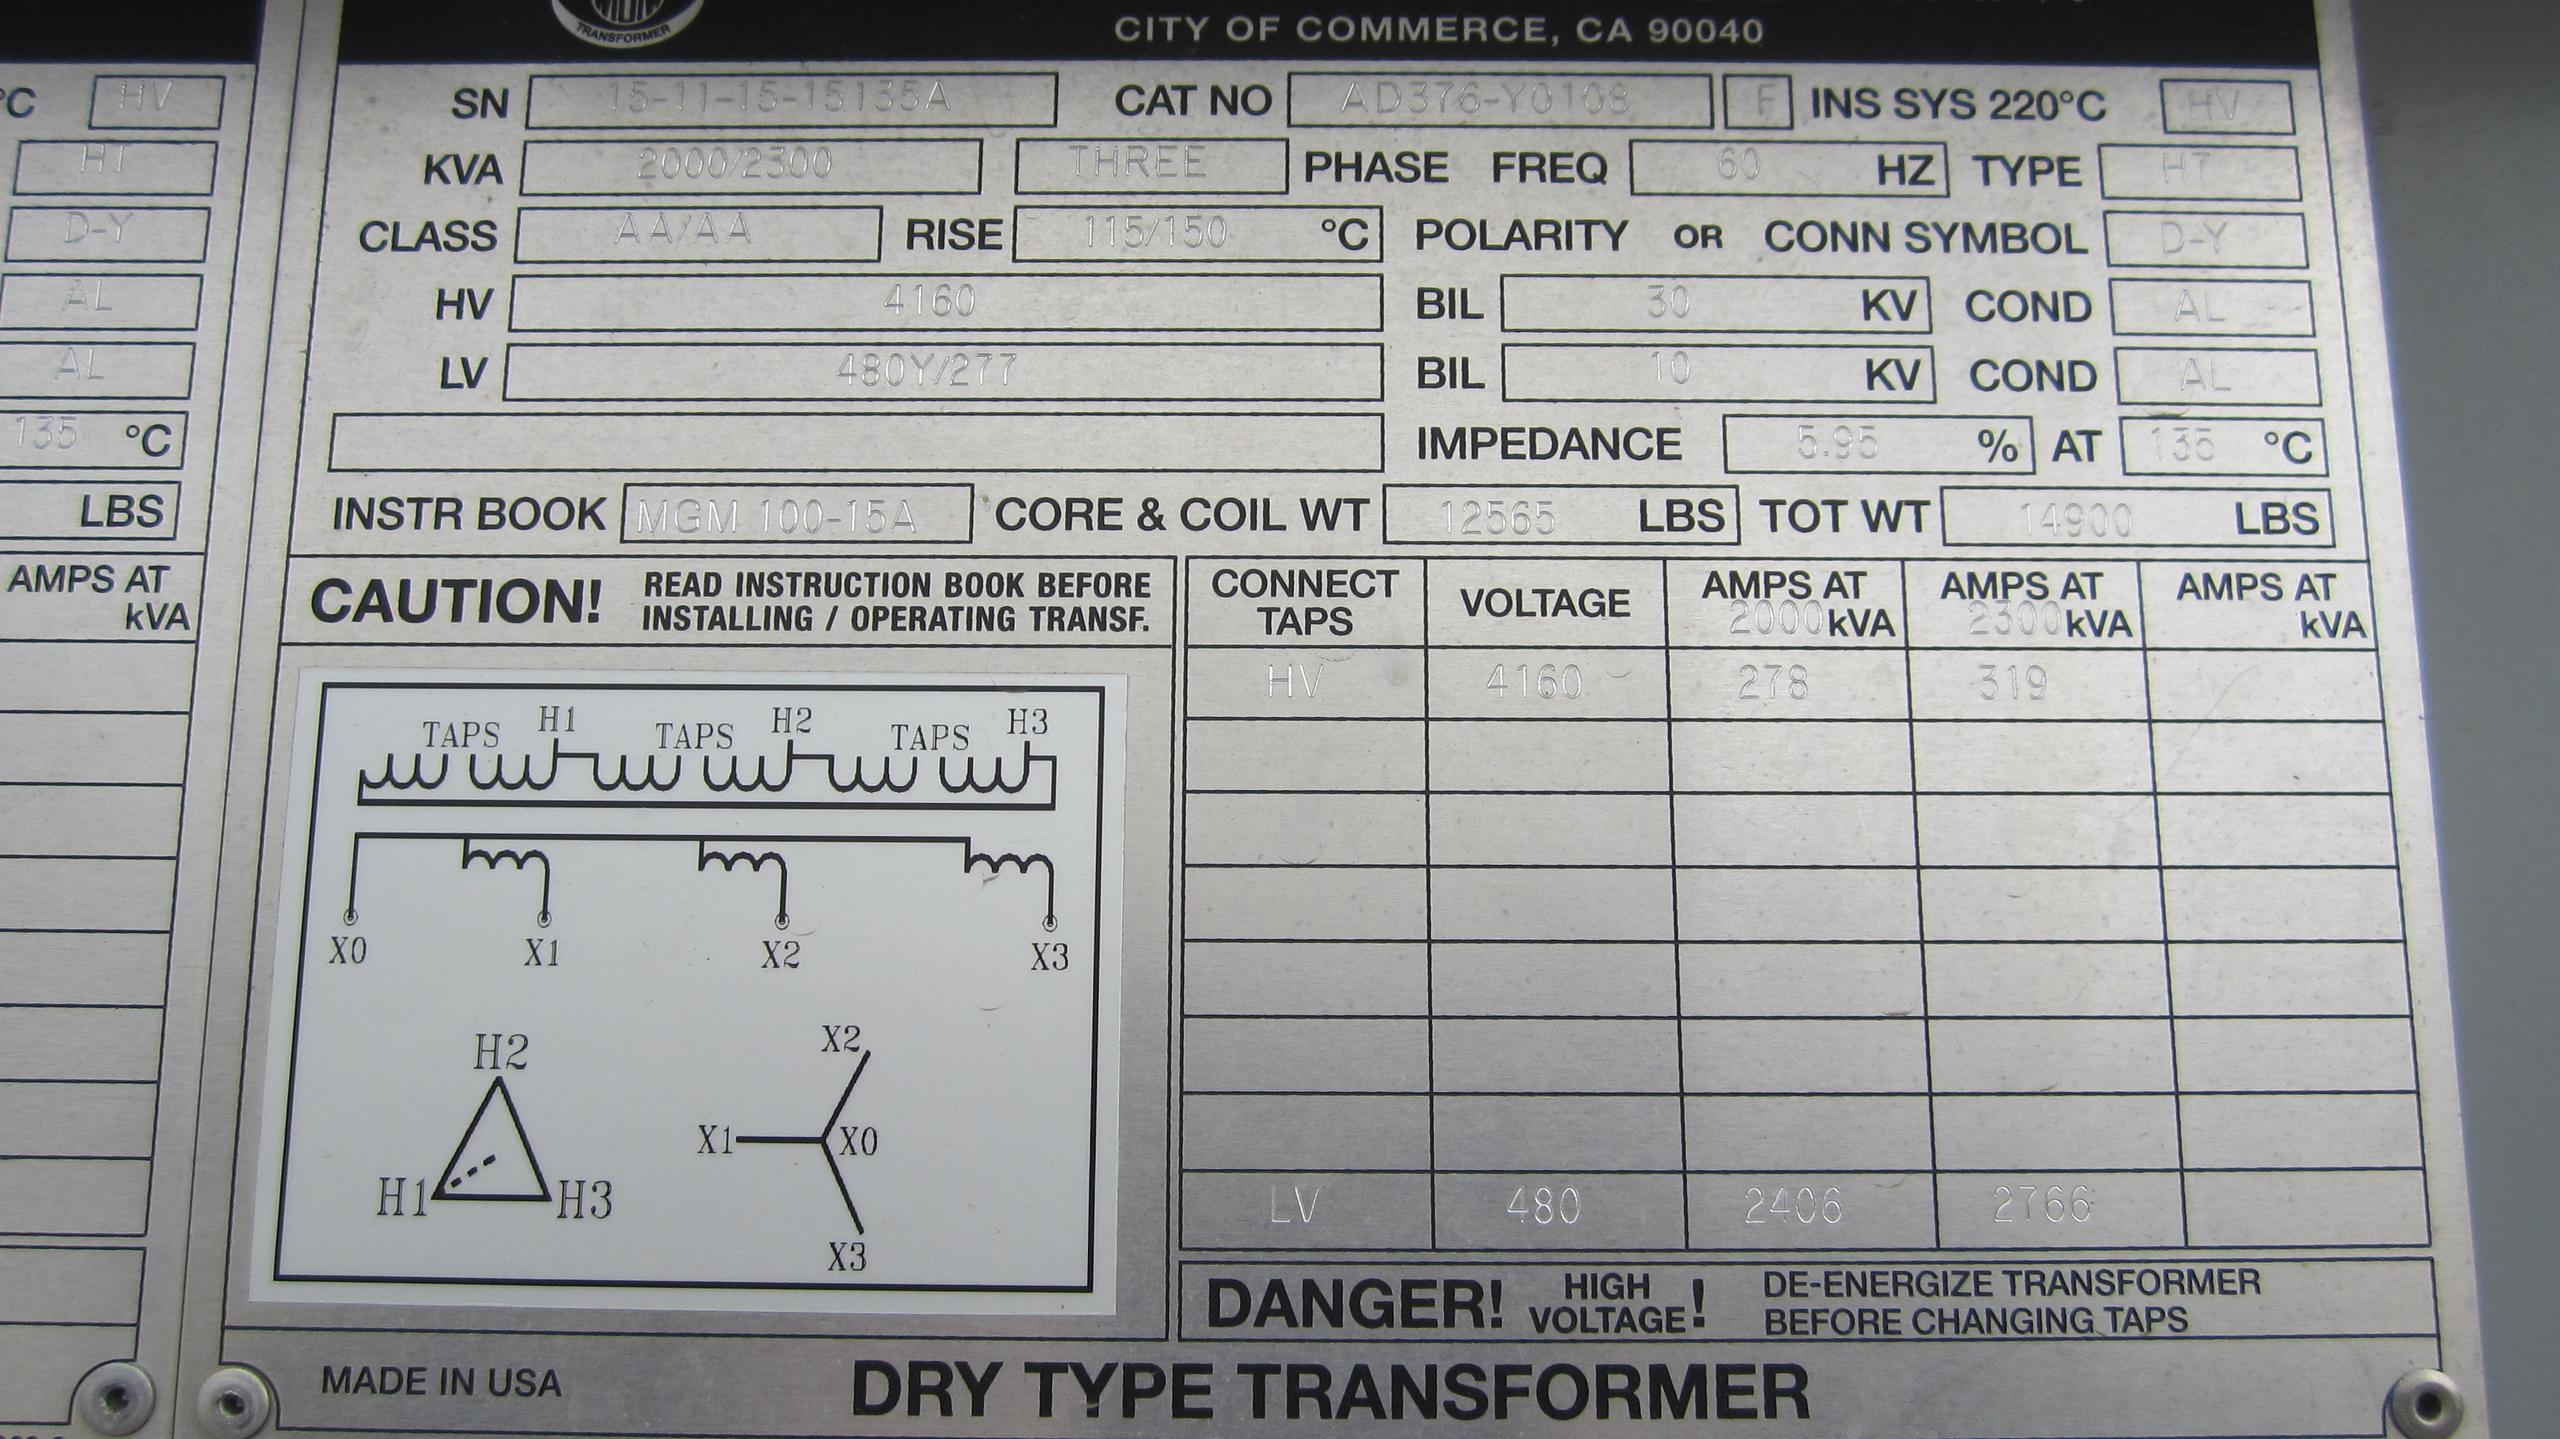 TRANSFORMER
CITY OF COMMERCE, CA 90040
°C HV
HT
D-Y
AL
AL
135 °C
LBS
AMPS AT
kVA
SN 15-11-15-15135A CAT NO AD376-Y0108 F INS SYS 220°C HV
KVA 2000/2300 THREE PHASE FREQ 60 HZ TYPE HT
CLASS AA/AA RISE 115/150 °C POLARITY OR CONN SYMBOL D-Y
HV 4160 BIL 30 KV COND AL
LV 480Y/277 BIL 10 KV COND AL
IMPEDANCE 5.95 % AT 135 °C
INSTR BOOK MGM 100-15A CORE & COIL WT 12565 LBS TOT WT 14900 LBS
CAUTION! READ INSTRUCTION BOOK BEFORE
INSTALLING / OPERATING TRANSF.
CONNECT TAPS VOLTAGE AMPS AT 2000 kVA AMPS AT 2300 kVA AMPS AT kVA
HV 4160 278 319
LV 480 2406 2766
TAPS H1 TAPS H2 TAPS H3
X0 X1 X2 X3
H2
H1 H3
X2
X1 X0
X3
DANGER! HIGH VOLTAGE! DE-ENERGIZE TRANSFORMER
BEFORE CHANGING TAPS
MADE IN USA DRY TYPE TRANSFORMER